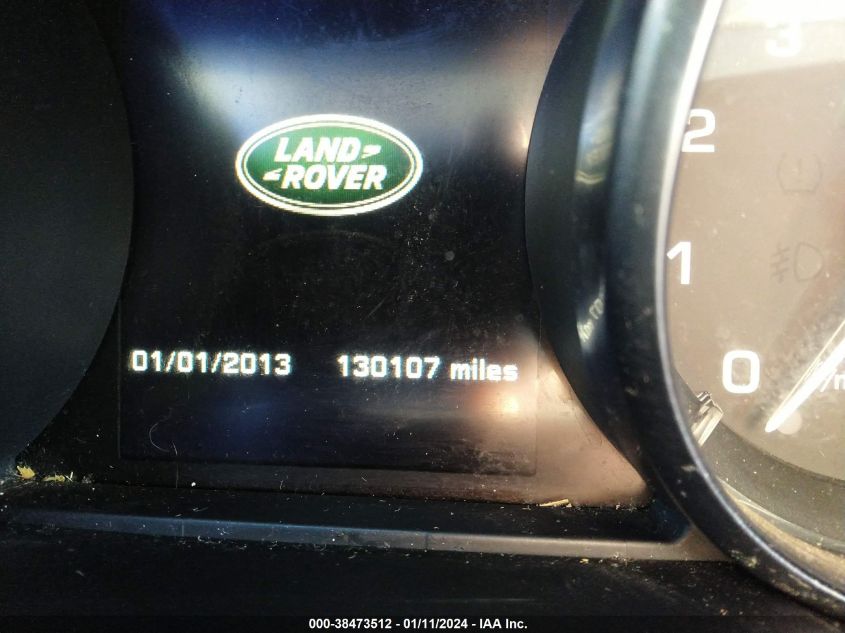 3
2
LAND
ROVER
1
01/01/2013 130107 miles
0
000-38473512 - 01/11/2024 - IAA Inc.